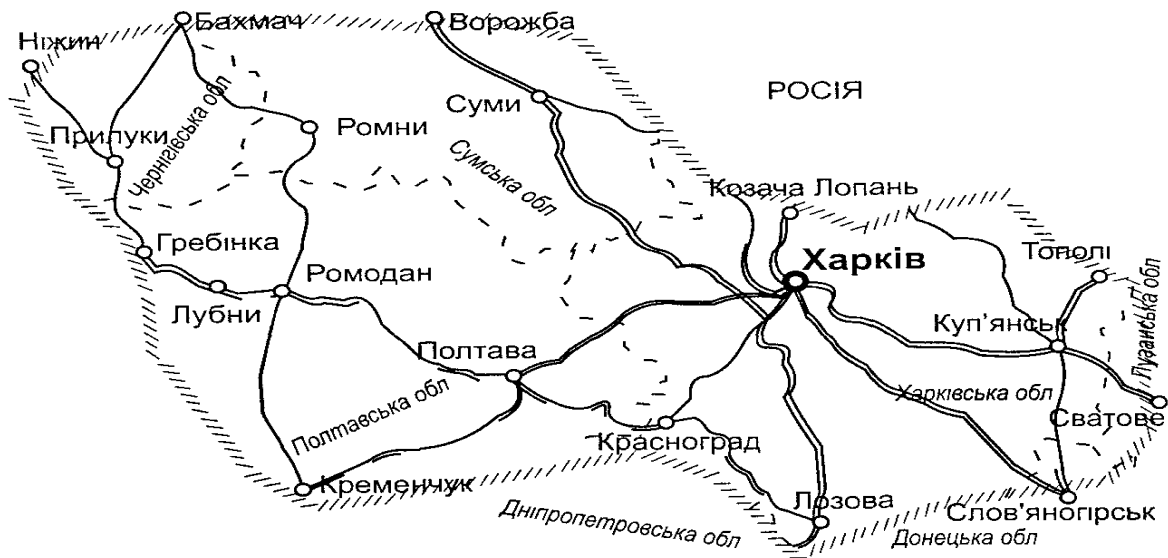 Бахмач
Ворожба
Ніжин
РОСІЯ
Суми
Ромни
Прилуки
Чернігівська обл
Сумська обл
Козача Лопань
Гребінка
Харків
Тополі
Ромодан
Лубни
Куп’янськ
Луганська обл
Полтава
Полтавська обл
Харківська обл
Сватове
Красноград
Кременчук
Лозова
Слов’яногірськ
Дніпропетровська обл
Донецька обл